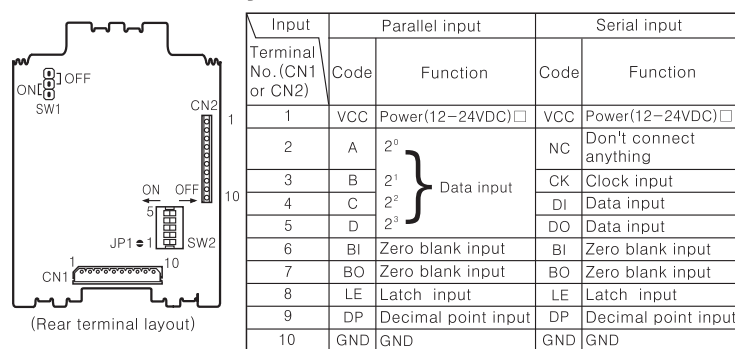 OFF
ON
SW1
CN2
1
10
ON OFF
5
JP1 1 SW2
1 10
CN1
(Rear terminal layout)
Input Parallel input Serial input
Terminal No.(CN1 or CN2) Code Function Code Function
1 VCC Power(12-24VDC)□ VCC Power(12-24VDC)□
2 A 2⁰ Data input NC Don't connect anything
3 B 2¹ CK Clock input
4 C 2² DI Data input
5 D 2³ DO Data input
6 BI Zero blank input BI Zero blank input
7 BO Zero blank input BO Zero blank input
8 LE Latch input LE Latch input
9 DP Decimal point input DP Decimal point input
10 GND GND GND GND